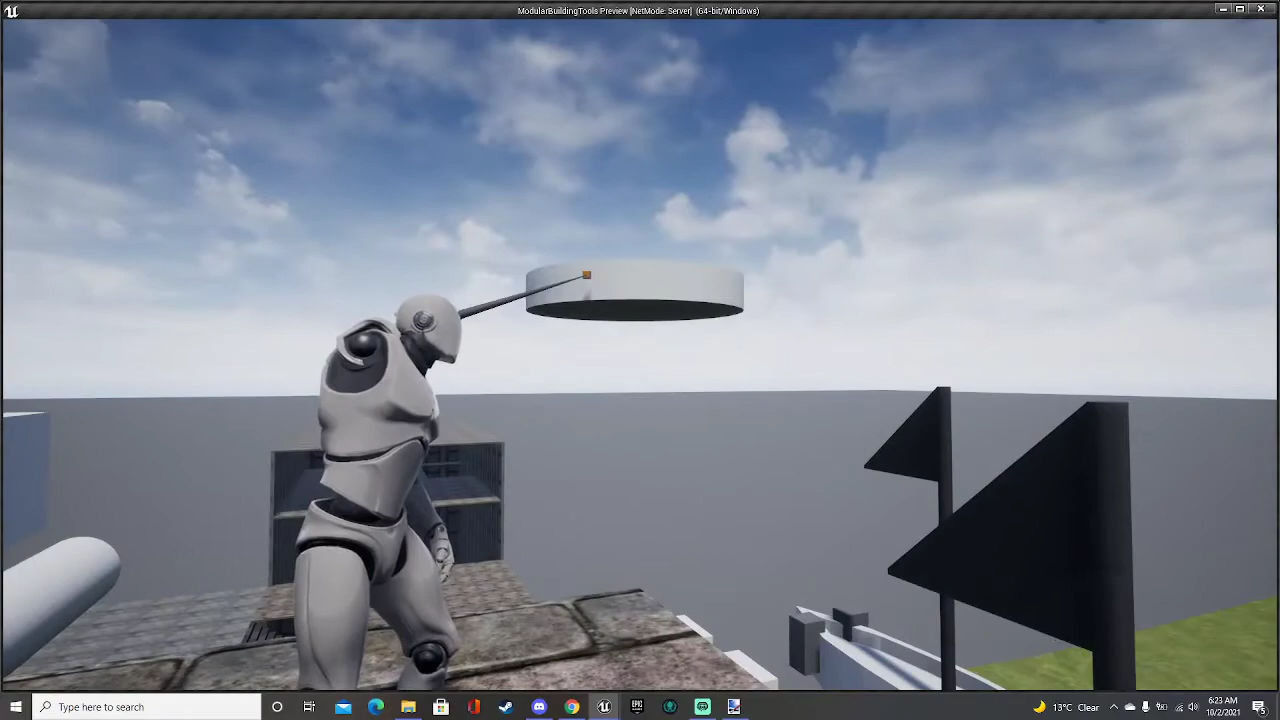 ModularBuildingTools Preview [NetMode: Server] (64-bit/Windows)
Type here to search
EPIC
13°C Clear
6:23 AM
10/2/2021